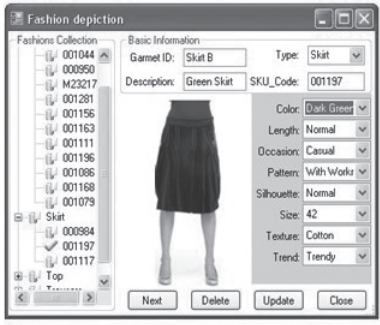 Fashion depiction
Fashions Collection
001044
000950
M23217
001281
001156
001163
001111
001196
001086
001168
001079
Skirt
000984
001197
001117
Top
Basic Information
Garmet ID: Skirt B
Type: Skirt
Description: Green Skirt
SKU_Code: 001197
Color: Dark Green
Length: Normal
Occasion: Casual
Pattern: With Works
Silhouette: Normal
Size: 42
Texture: Cotton
Trend: Trendy
Next Delete Update Close